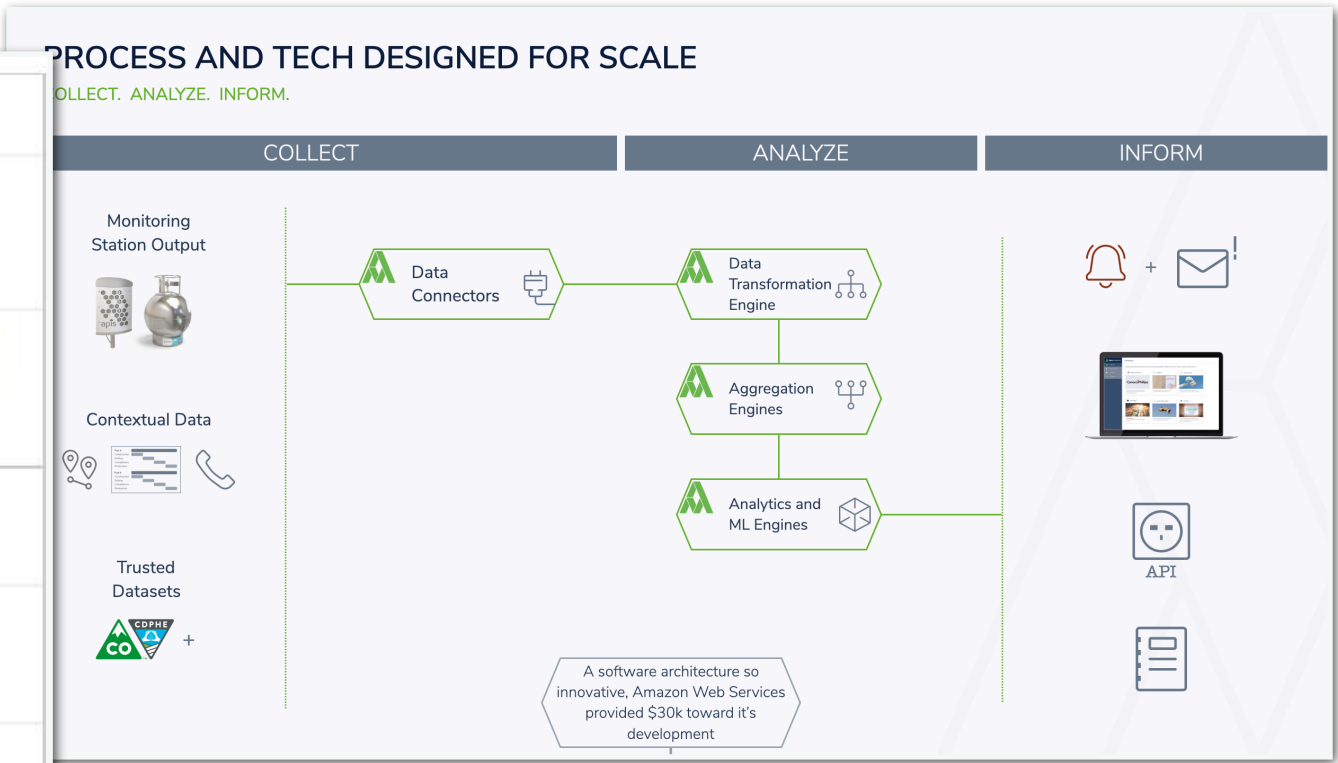 PROCESS AND TECH DESIGNED FOR SCALE
OLLECT. ANALYZE. INFORM.
COLLECT
ANALYZE
INFORM
Monitoring
Station Output
apis
Contextual Data
Trusted
Datasets
CO
CDPHE
+
Data
Connectors
Data
Transformation
Engine
Aggregation
Engines
Analytics and
ML Engines
A software architecture so
innovative, Amazon Web Services
provided $30k toward it's
development
+
!
API